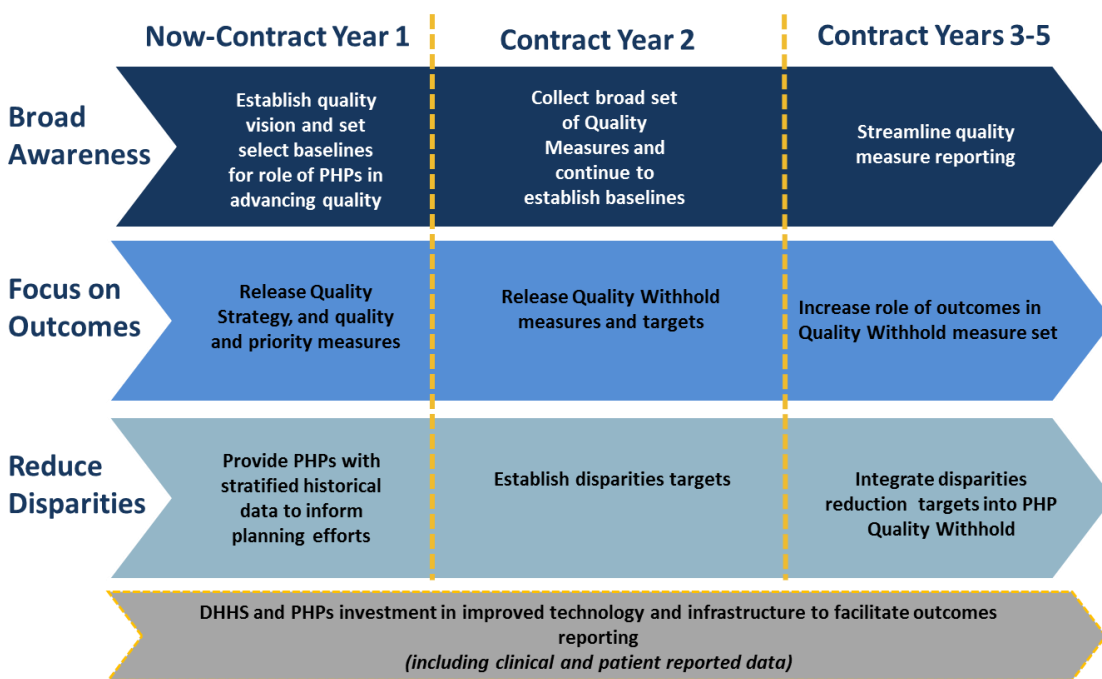 Now-Contract Year 1
Contract Year 2
Contract Years 3-5
Broad
Awareness
Establish quality
vision and set
select baselines
for role of PHPs in
advancing quality
Collect broad set
of Quality
Measures and
continue to
establish baselines
Streamline quality
measure reporting
Focus on
Outcomes
Release Quality
Strategy, and quality
and priority measures
Release Quality Withhold
measures and targets
Increase role of outcomes in
Quality Withhold measure set
Reduce
Disparities
Provide PHPs with
stratified historical
data to inform
planning efforts
Establish disparities targets
Integrate disparities
reduction targets into PHP
Quality Withhold
DHHS and PHPs investment in improved technology and infrastructure to facilitate outcomes
reporting
(including clinical and patient reported data)